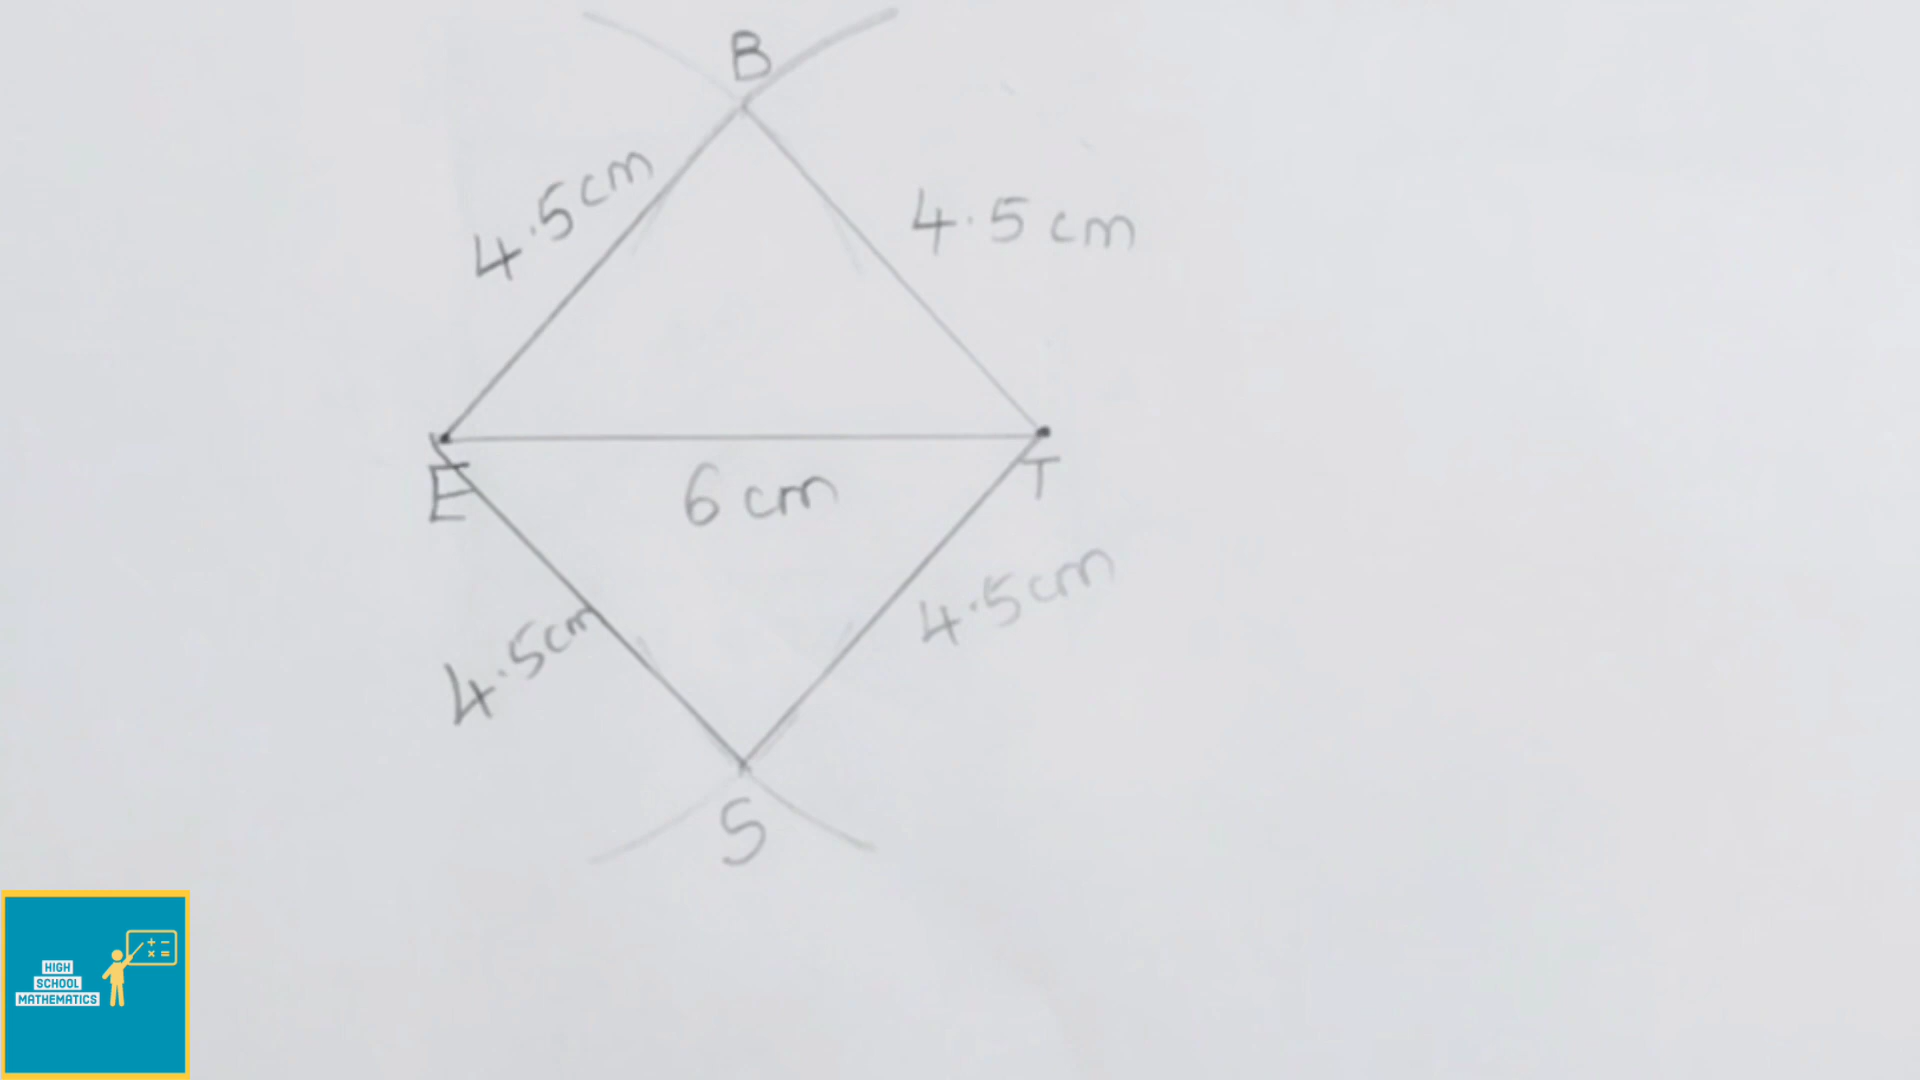 B
4.5cm
4.5 cm
E
6 cm
T
4.5cm
4.5cm
S
HIGH
SCHOOL
MATHEMATICS
+ −
× =